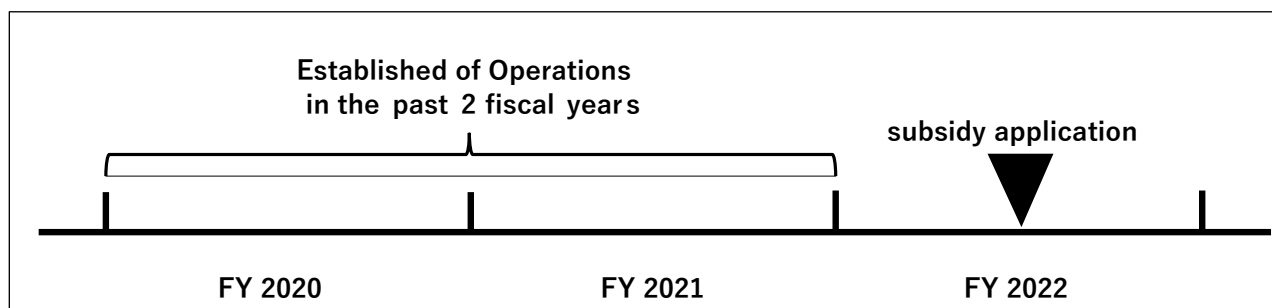 Established of Operations
in the past 2 fiscal years
subsidy application
FY 2020
FY 2021
FY 2022